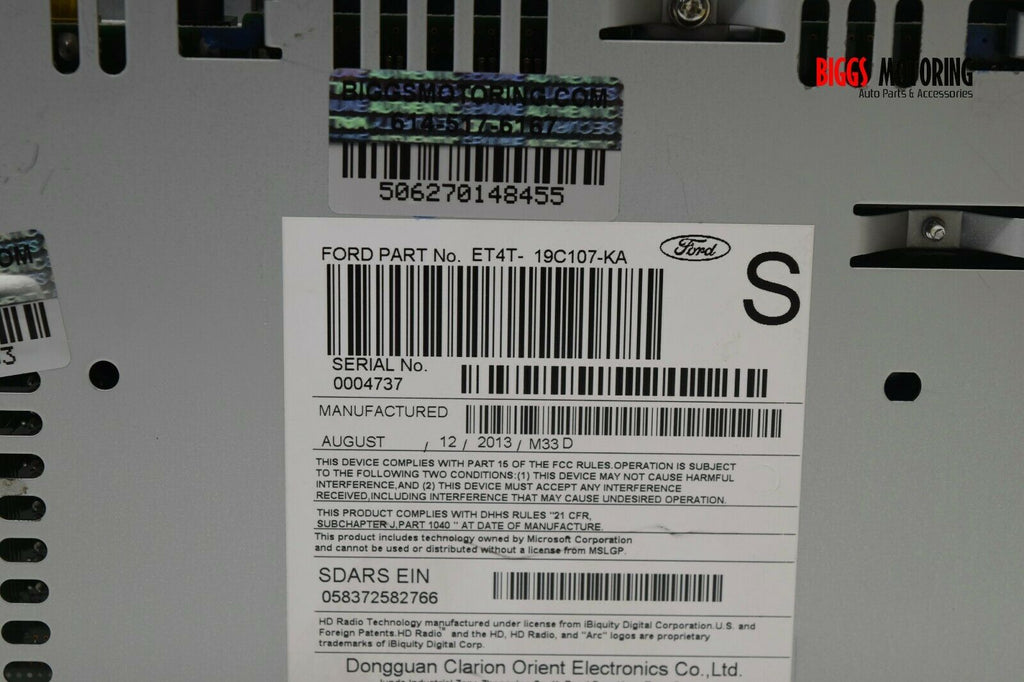 BIGGS MOTORING
Auto Parts & Accessories
BIGGSMOTORING.COM
614-517-6167
506270148455
OM
3
FORD PART No. ET4T- 19C107-KA
Ford
S
SERIAL No.
0004737
MANUFACTURED
AUGUST / 12 / 2013 / M33 D
THIS DEVICE COMPLIES WITH PART 15 OF THE FCC RULES.OPERATION IS SUBJECT
TO THE FOLLOWING TWO CONDITIONS:(1) THIS DEVICE MAY NOT CAUSE HARMFUL
INTERFERENCE,AND (2) THIS DEVICE MUST ACCEPT ANY INTERFERENCE
RECEIVED,INCLUDING INTERFERENCE THAT MAY CAUSE UNDESIRED OPERATION.
THIS PRODUCT COMPLIES WITH DHHS RULES "21 CFR,
SUBCHAPTER J,PART 1040 " AT DATE OF MANUFACTURE.
This product includes technology owned by Microsoft Corporation
and cannot be used or distributed without a license from MSLGP.
SDARS EIN
058372582766
HD Radio Technology manufactured under license from iBiquity Digital Corporation.U.S. and
Foreign Patents.HD Radio™ and the HD, HD Radio, and "Arc" logos are proprietary
trademarks of iBiquity Digital Corp.
Dongguan Clarion Orient Electronics Co.,Ltd.